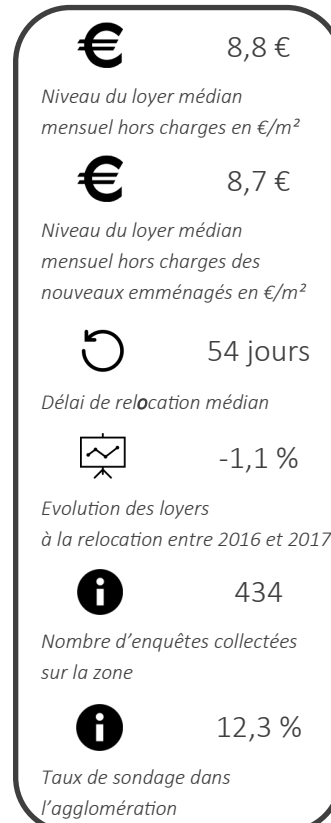 € 8,8 €
Niveau du loyer médian
mensuel hors charges en €/m²
€ 8,7 €
Niveau du loyer médian
mensuel hors charges des
nouveaux emménagés en €/m²
54 jours
Délai de relocation médian
-1,1 %
Evolution des loyers
à la relocation entre 2016 et 2017
i 434
Nombre d’enquêtes collectées
sur la zone
i 12,3 %
Taux de sondage dans
l’agglomération